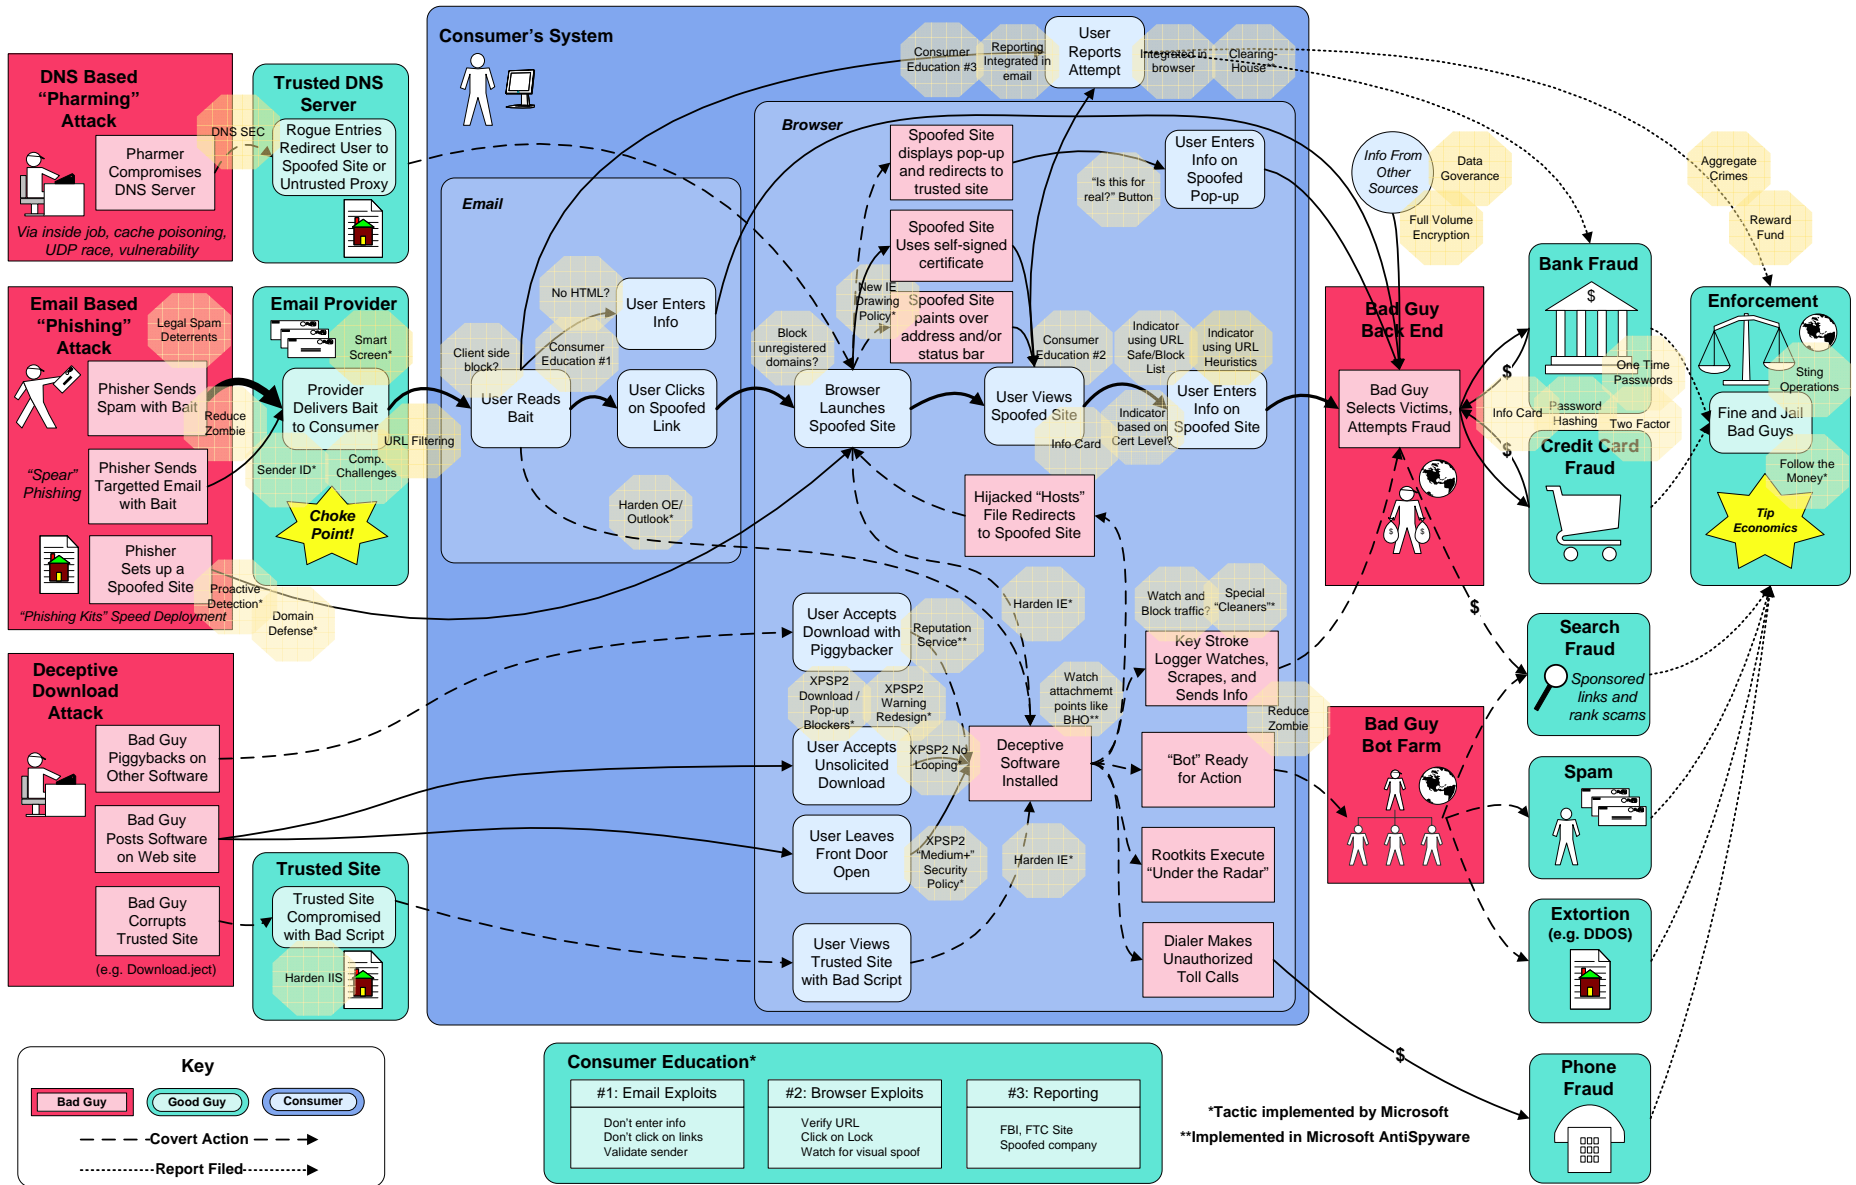 Consumer's System
DNS Based
“Pharming”
Attack
Pharmer
Compromises
DNS Server
Via inside job, cache poisoning,
UDP race, vulnerability
DNS SEC
Trusted DNS
Server
Rogue Entries
Redirect User to
Spoofed Site or
Untrusted Proxy
Email Based
“Phishing”
Attack
Legal Spam
Deterrents
Phisher Sends
Spam with Bait
Reduce
Zombie
“Spear”
Phishing
Phisher Sends
Targetted Email
with Bait
Phisher
Sets up a
Spoofed Site
“Phishing Kits” Speed Deployment
Proactive
Detection*
Domain
Defense*
Email Provider
Smart
Screen*
Provider
Delivers Bait
to Consumer
URL Filtering
Sender ID*
Comp.
Challenges
Choke
Point!
Deceptive
Download
Attack
Bad Guy
Piggybacks on
Other Software
Bad Guy
Posts Software
on Web site
Bad Guy
Corrupts
Trusted Site
(e.g. Download.ject)
Trusted Site
Trusted Site
Compromised
with Bad Script
Harden IIS
Email
No HTML?
User Enters
Info
Client side
block?
Consumer
Education #1
User Reads
Bait
User Clicks
on Spoofed
Link
Harden OE/
Outlook*
Consumer
Education #3
Reporting
Integrated in
email
User
Reports
Attempt
Integrated in
browser
Clearing-
House**
Browser
Spoofed Site
displays pop-up
and redirects to
trusted site
“Is this for
real?” Button
User Enters
Info on
Spoofed
Pop-up
Spoofed Site
Uses self-signed
certificate
New IE
Drawing
Policy*
Spoofed Site
paints over
address and/or
status bar
Block
unregistered
domains?
Consumer
Education #2
Indicator
using URL
Safe/Block
List
Indicator
using URL
Heuristics
Browser
Launches
Spoofed Site
User Views
Spoofed Site
Info Card
Indicator
based on
Cert Level?
User Enters
Info on
Spoofed Site
Hijacked “Hosts”
File Redirects
to Spoofed Site
User Accepts
Download with
Piggybacker
Reputation
Service**
Harden IE*
Watch and
Block traffic?
Special
“Cleaners”*
Key Stroke
Logger Watches,
Scrapes, and
Sends Info
XPSP2
Download /
Pop-up
Blockers*
XPSP2
Warning
Redesign*
Watch
attachmemt
points like
BHO**
Reduce
Zombie
User Accepts
Unsolicited
Download
XPSP2 No
Looping*
Deceptive
Software
Installed
“Bot” Ready
for Action
User Leaves
Front Door
Open
XPSP2
“Medium+”
Security
Policy*
Harden IE*
Rootkits Execute
“Under the Radar”
User Views
Trusted Site
with Bad Script
Dialer Makes
Unauthorized
Toll Calls
Info From
Other
Sources
Data
Goverance
Full Volume
Encryption
Aggregate
Crimes
Reward
Fund
Bad Guy
Back End
Bad Guy
Selects Victims,
Attempts Fraud
$
$
$
$
$
Bad Guy
Bot Farm
Bank Fraud
$
One Time
Passwords
Info Card
Password
Hashing
Two Factor
Credit Card
Fraud
$
$
Enforcement
Sting
Operations
Fine and Jail
Bad Guys
Follow the
Money*
Tip
Economics
Search
Fraud
Sponsored
links and
rank scams
Spam
Extortion
(e.g. DDOS)
Phone
Fraud
Key
Bad Guy
Good Guy
Consumer
Covert Action
Report Filed
Consumer Education*
#1: Email Exploits
Don't enter info
Don't click on links
Validate sender
#2: Browser Exploits
Verify URL
Click on Lock
Watch for visual spoof
#3: Reporting
FBI, FTC Site
Spoofed company
*Tactic implemented by Microsoft
**Implemented in Microsoft AntiSpyware